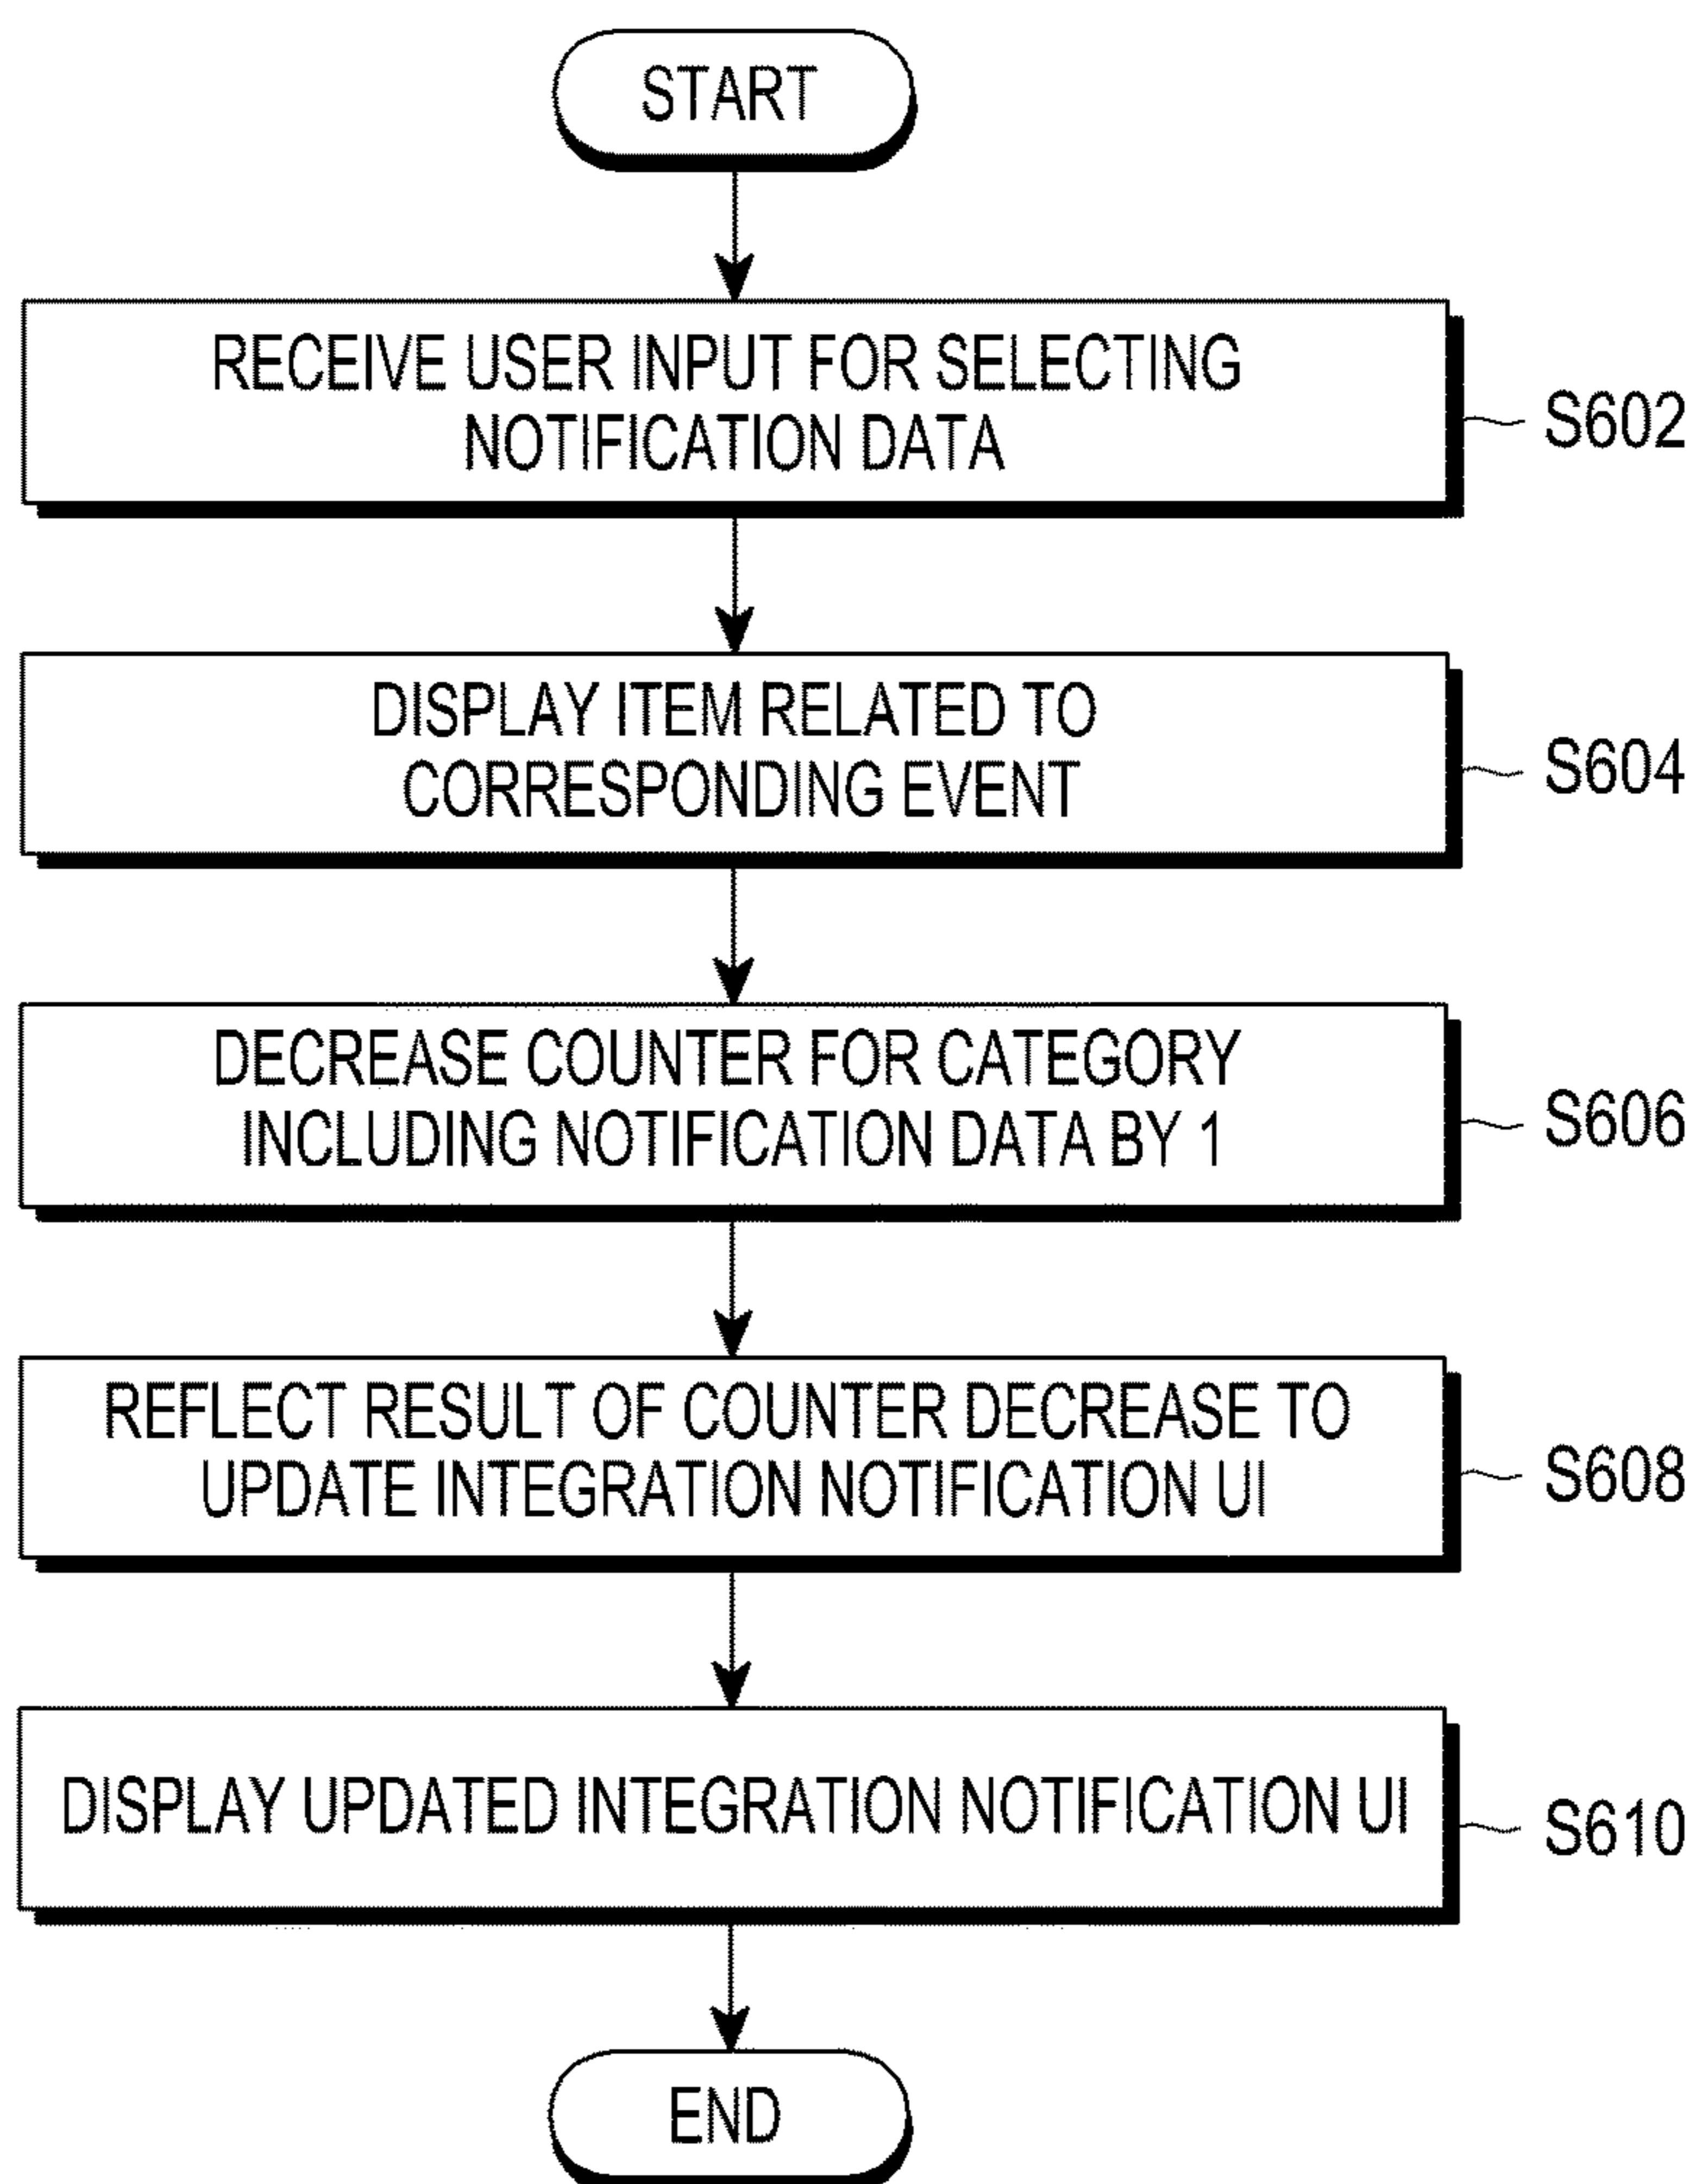 START
RECEIVE USER INPUT FOR SELECTING
NOTIFICATION DATA
S602
DISPLAY ITEM RELATED TO
CORRESPONDING EVENT
S604
DECREASE COUNTER FOR CATEGORY
INCLUDING NOTIFICATION DATA BY 1
S606
REFLECT RESULT OF COUNTER DECREASE TO
UPDATE INTEGRATION NOTIFICATION UI
S608
DISPLAY UPDATED INTEGRATION NOTIFICATION UI
S610
END